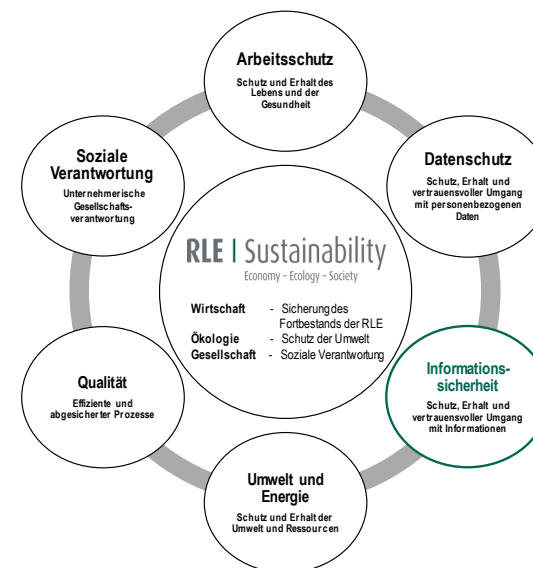 Arbeitsschutz
Schutz und Erhalt des
Lebens und der
Gesundheit
Soziale
Verantwortung
Unternehmerische
Gesellschafts-
verantwortung
Datenschutz
Schutz, Erhalt und
vertrauensvoller Umgang
mit personenbezogenen
Daten
RLE | Sustainability
Economy – Ecology – Society
Wirtschaft - Sicherung des
Fortbestands der RLE
Ökologie - Schutz der Umwelt
Gesellschaft - Soziale Verantwortung
Qualität
Effiziente und
abgesicherter Prozesse
Informations-
sicherheit
Schutz, Erhalt und
vertrauensvoller Umgang
mit Informationen
Umwelt und
Energie
Schutz und Erhalt der
Umwelt und Ressourcen